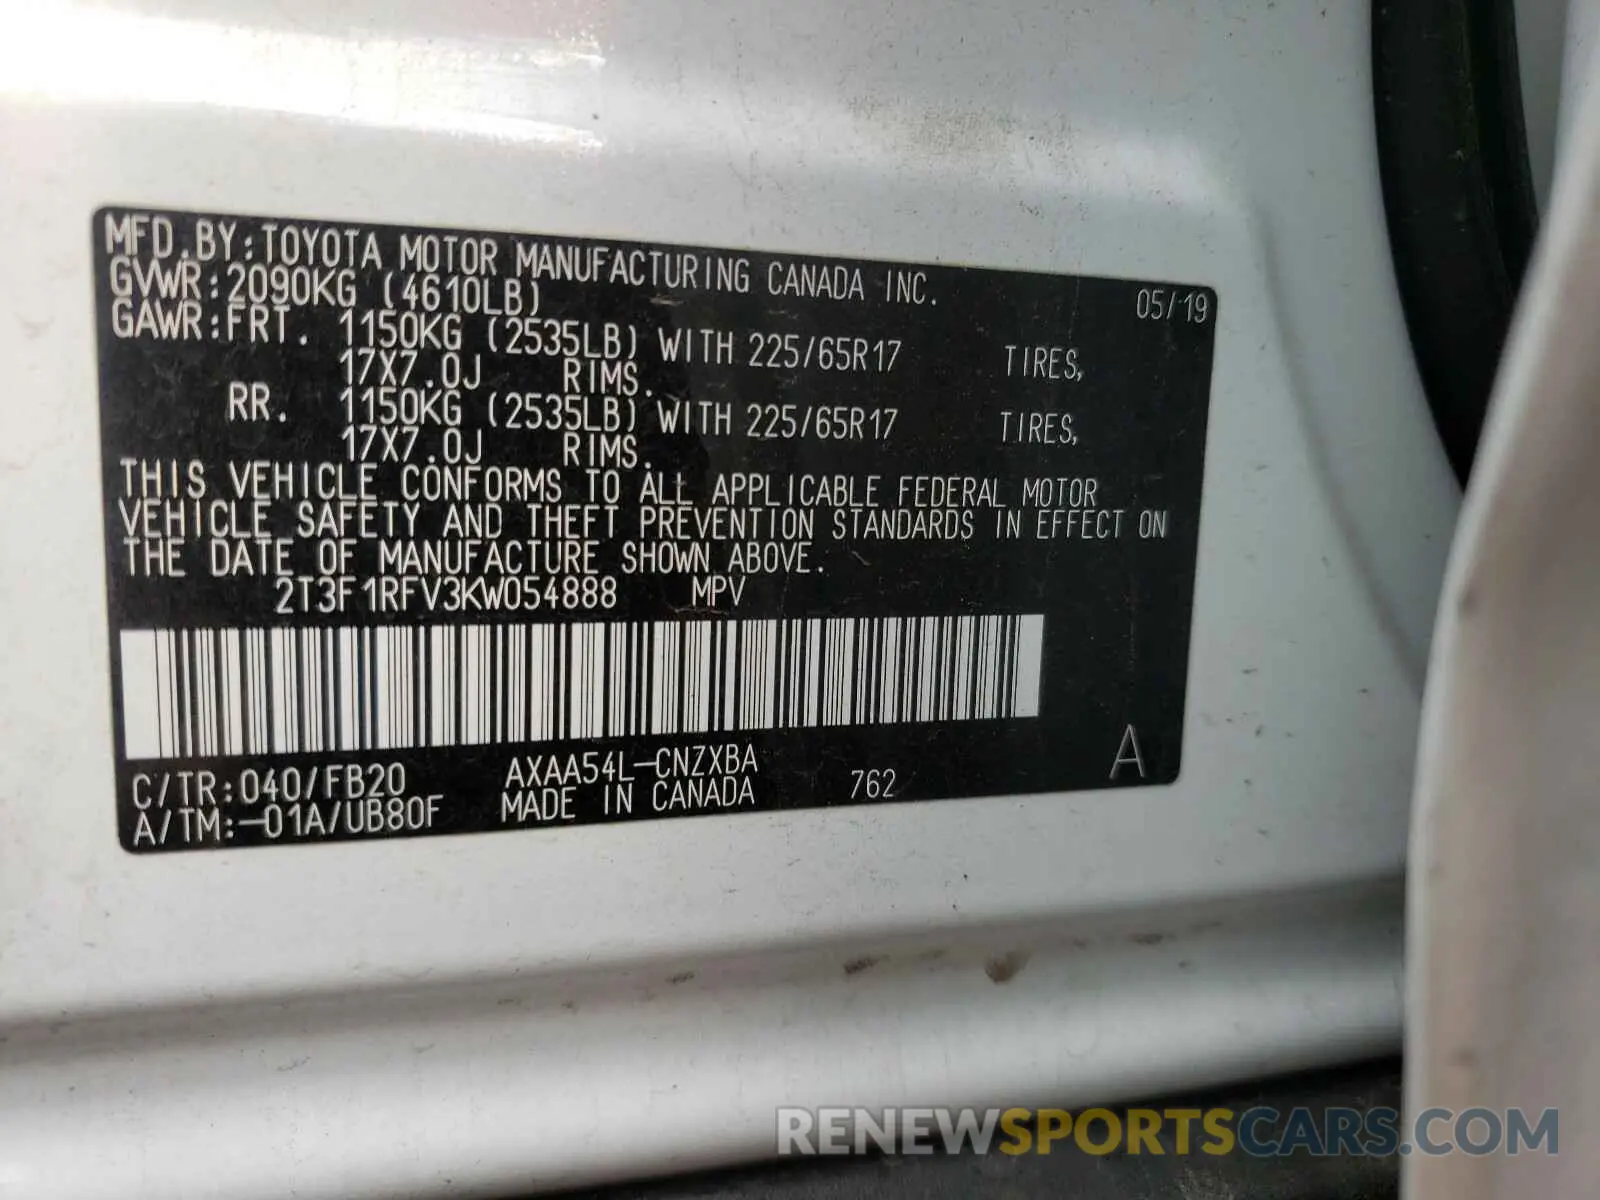 MFD.BY:TOYOTA MOTOR MANUFACTURING CANADA INC.
GVWR:2090KG (4610LB) 05/19
GAWR:FRT. 1150KG (2535LB) WITH 225/65R17 TIRES,
17X7.0J RIMS.
RR. 1150KG (2535LB) WITH 225/65R17 TIRES,
17X7.0J RIMS.
THIS VEHICLE CONFORMS TO ALL APPLICABLE FEDERAL MOTOR
VEHICLE SAFETY AND THEFT PREVENTION STANDARDS IN EFFECT ON
THE DATE OF MANUFACTURE SHOWN ABOVE.
2T3F1RFV3KW054888 MPV
C/TR:040/FB20 AXAA54L-CNZXBA
A/TM:-01A/UB80F MADE IN CANADA 762 A
RENEWSPORTSCARS.COM